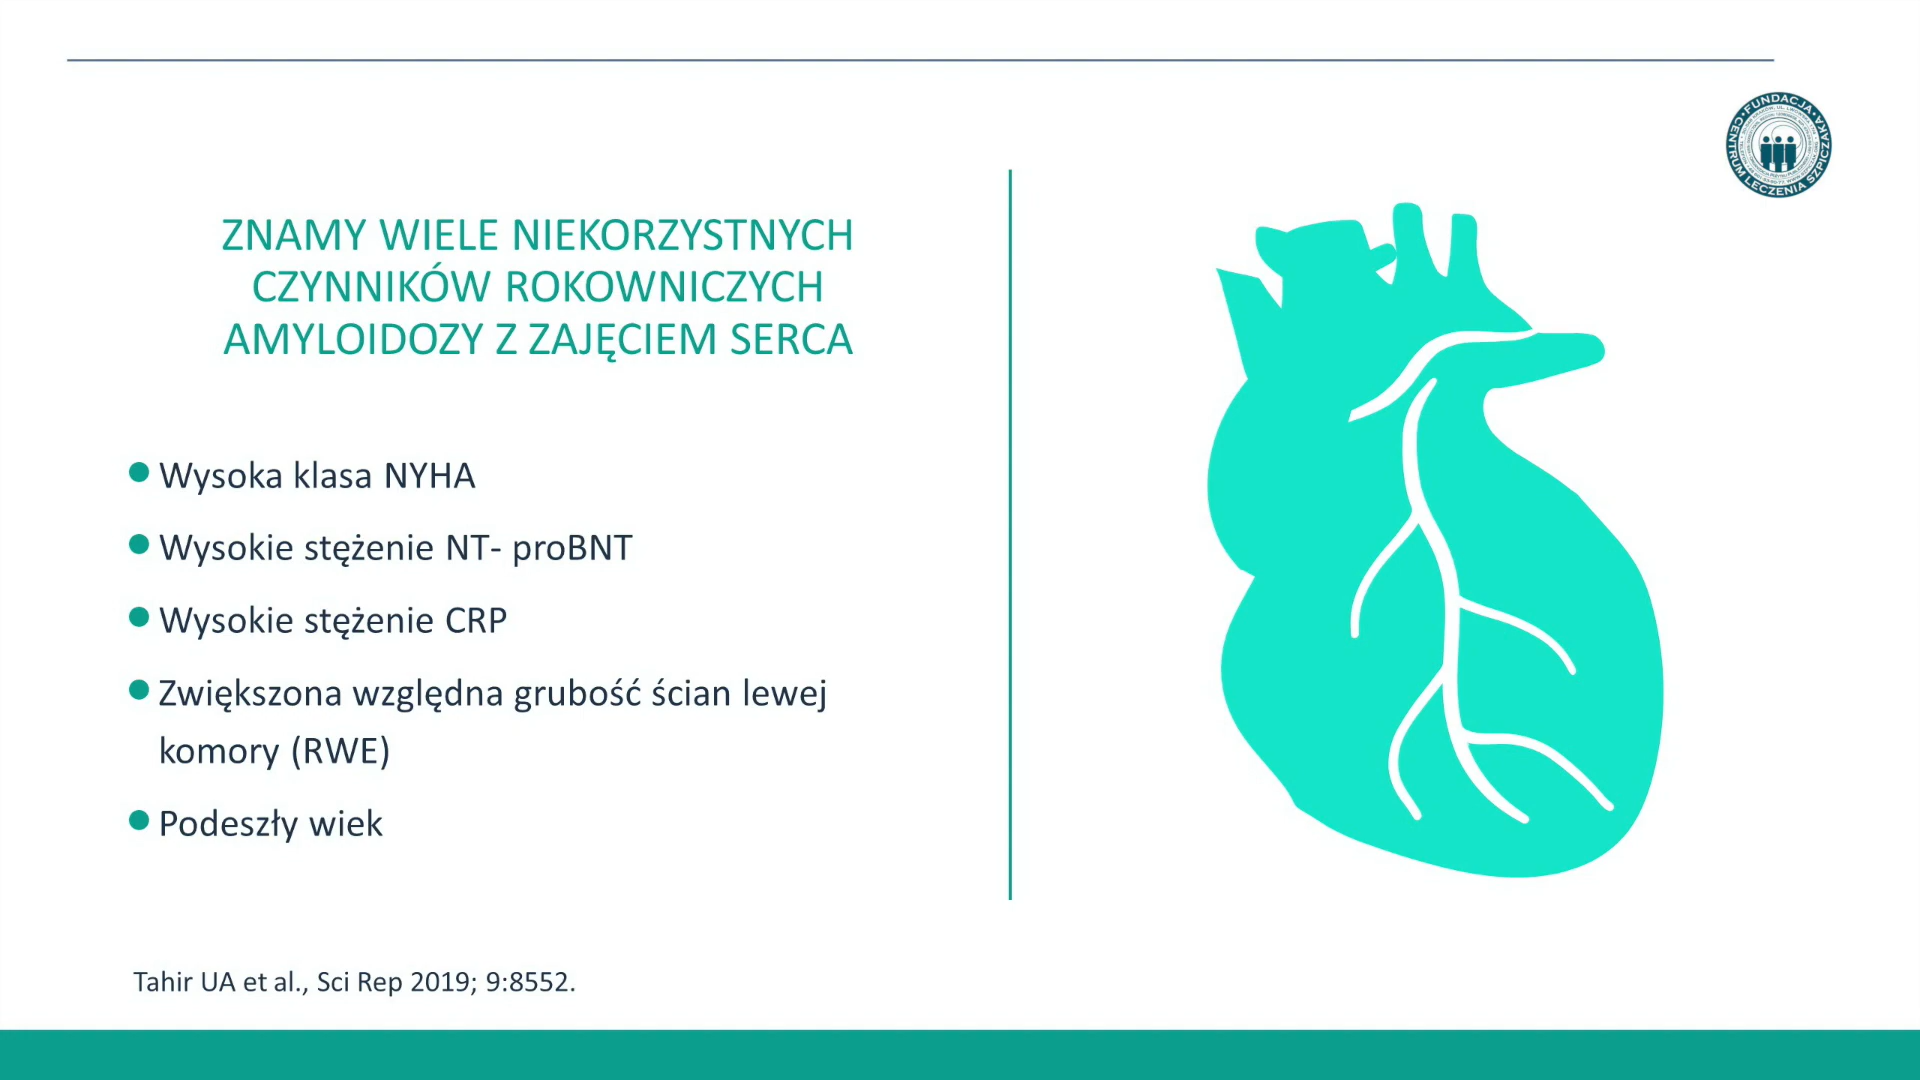 FUNDACJA
CENTRUM LECZENIA SZPICZAKA
ZNAMY WIELE NIEKORZYSTNYCH
CZYNNIKÓW ROKOWNICZYCH
AMYLOIDOZY Z ZAJĘCIEM SERCA
Wysoka klasa NYHA
Wysokie stężenie NT- proBNT
Wysokie stężenie CRP
Zwiększona względna grubość ścian lewej
komory (RWE)
Podeszły wiek
Tahir UA et al., Sci Rep 2019; 9:8552.